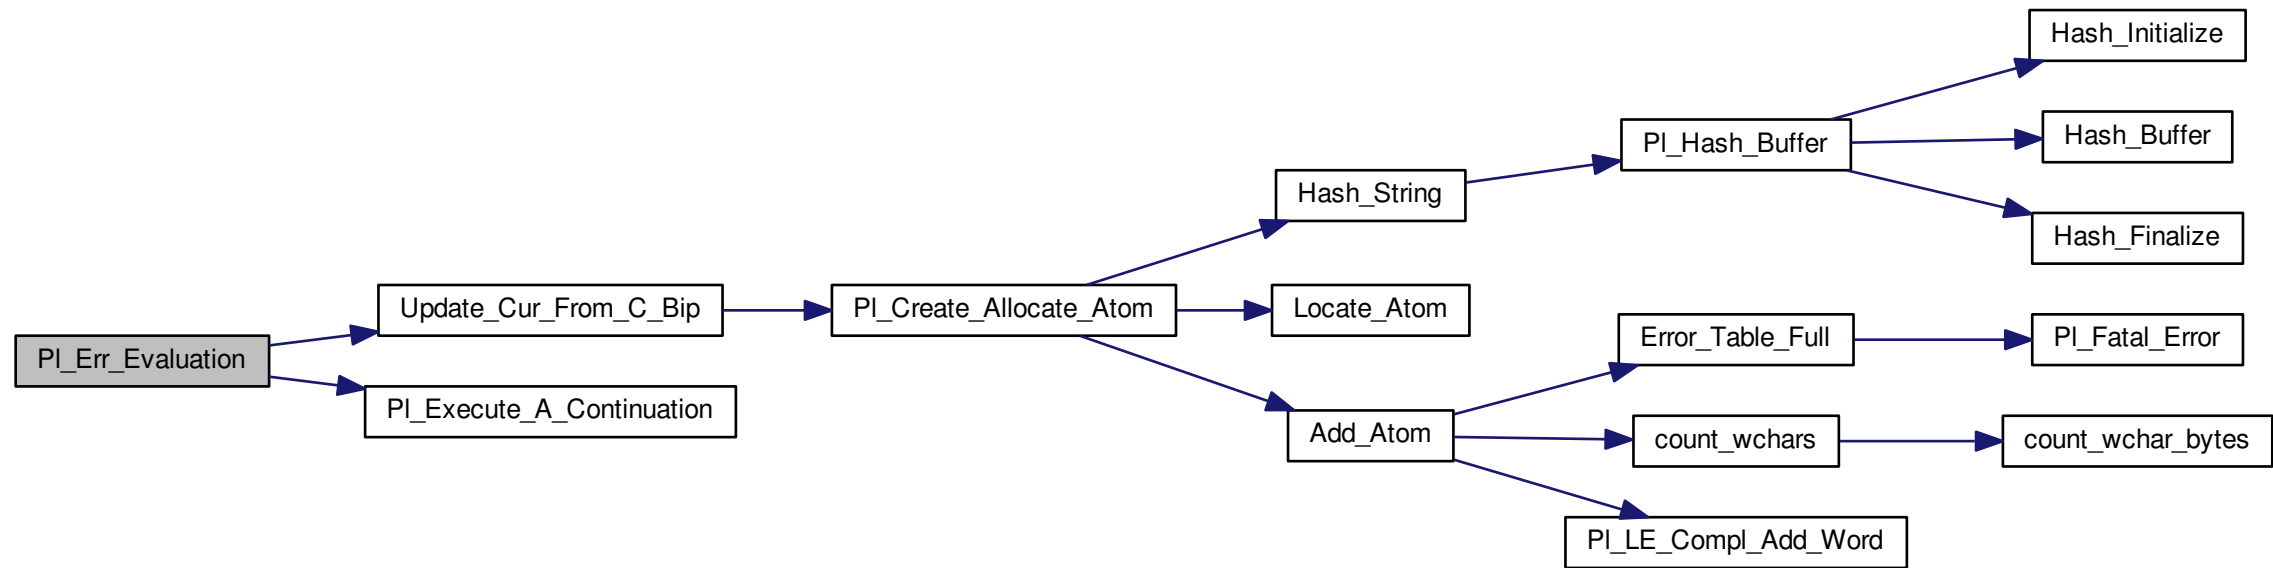 Pl_Err_Evaluation
Update_Cur_From_C_Bip
Pl_Execute_A_Continuation
Pl_Create_Allocate_Atom
Hash_String
Locate_Atom
Add_Atom
Pl_Hash_Buffer
Error_Table_Full
count_wchars
Pl_LE_Compl_Add_Word
Hash_Initialize
Hash_Buffer
Hash_Finalize
Pl_Fatal_Error
count_wchar_bytes